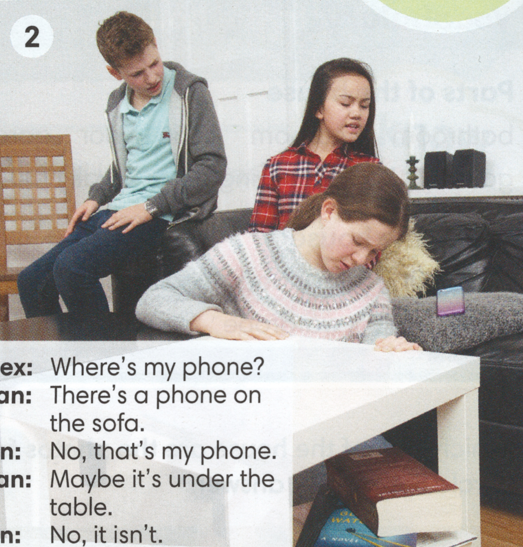 2
ex: Where's my phone?
an: There's a phone on
the sofa.
n: No, that's my phone.
an: Maybe it's under the
table.
n: No, it isn't.